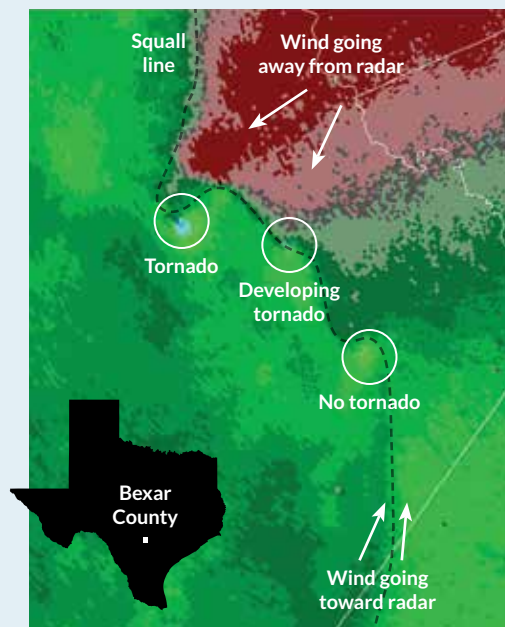 Squall
line
Wind going
away from radar
Tornado
Developing
tornado
No tornado
Bexar
County
Wind going
toward radar